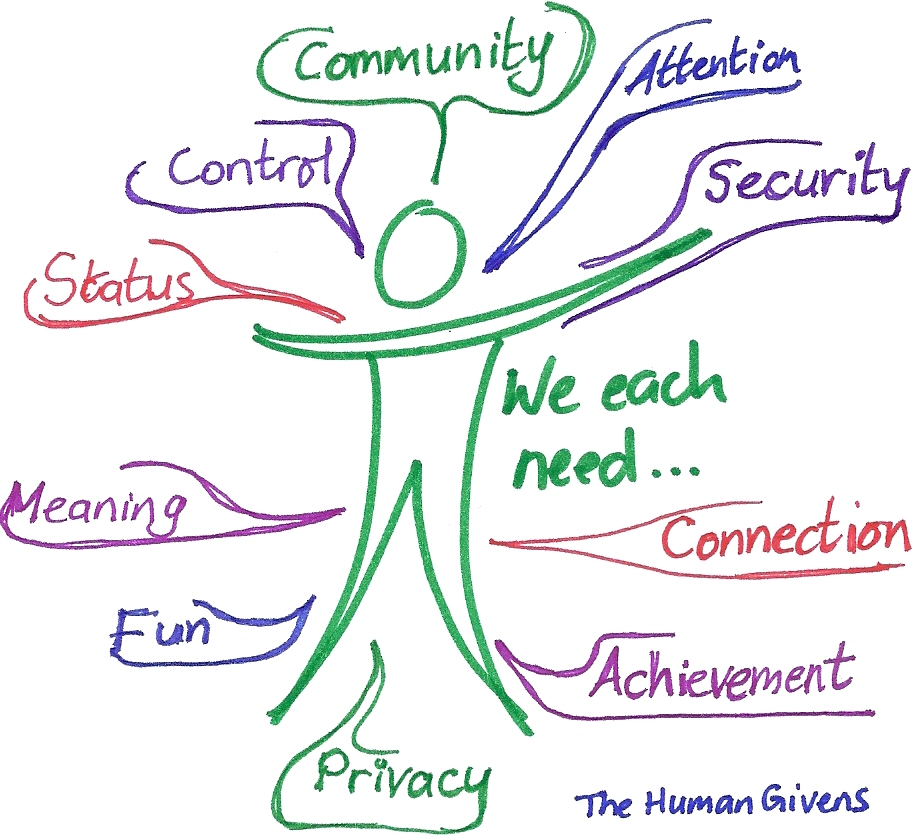 Community
Attention
Control
Security
Status
We each
need...
Meaning
Connection
Fun
Achievement
Privacy
The Human Givens